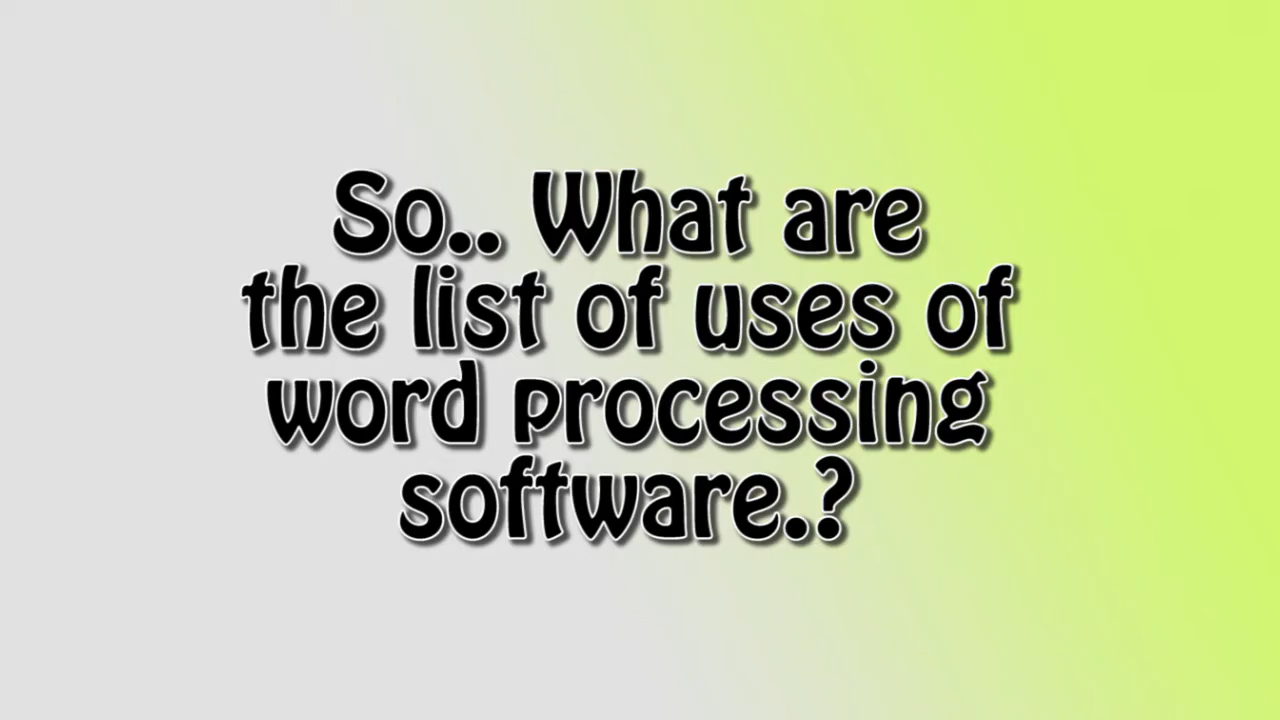 So.. What are
the list of uses of
word processing
software.?